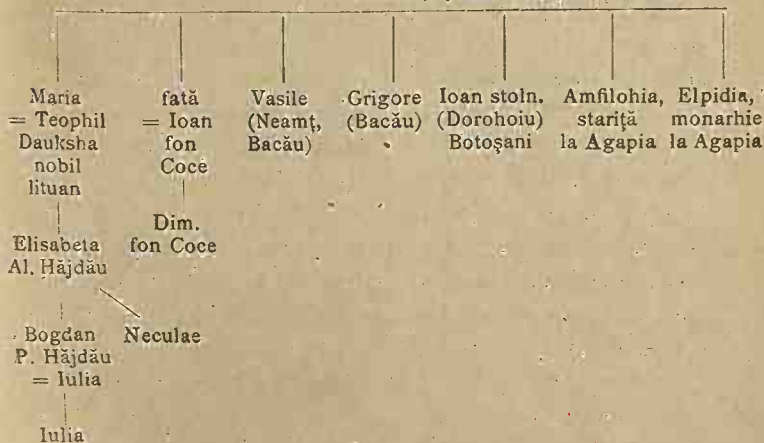 Maria
= Teophil
Dauksha
nobil
lituan
fată
= Ioan
fon
Coce
Vasile
(Neamț,
Bacău)
Grigore
(Bacău)
Ioan stoln.
(Dorohoiu)
Botoșani
Amfilohia,
stariță
la Agapia
Elpidia,
monarhie
la Agapia
Dim.
fon Coce
Elisabeta
Al. Hăjdău
Bogdan
P. Hăjdău
= Iulia
Neculae
Iulia